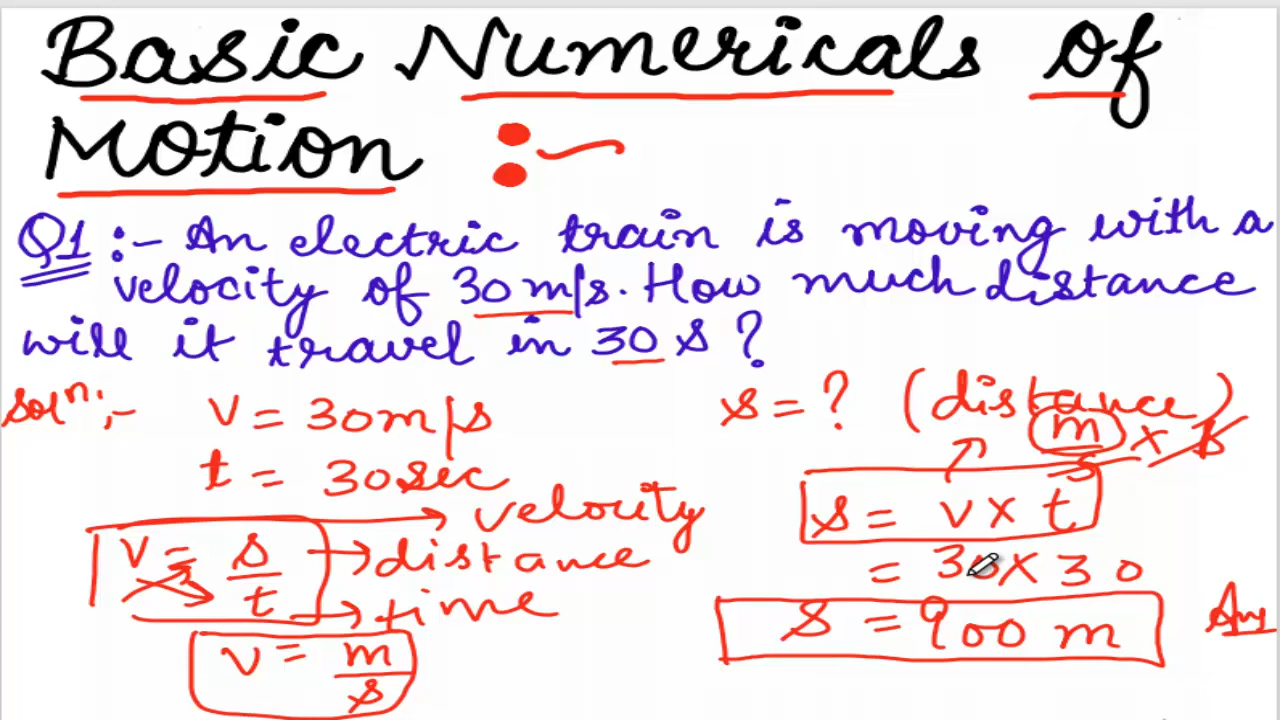 Basic Numericals of
Motion :-
Q1 :- An electric train is moving with a
velocity of 30 m/s. How much distance
will it travel in 30 s ?
Solⁿ. :-
v = 30 m/s
t = 30 sec
v = s/t
velocity
distance
time
v = m/s
s = ? (distance)
m/s × s
s = v × t
= 30 × 30
s = 900 m
Ans